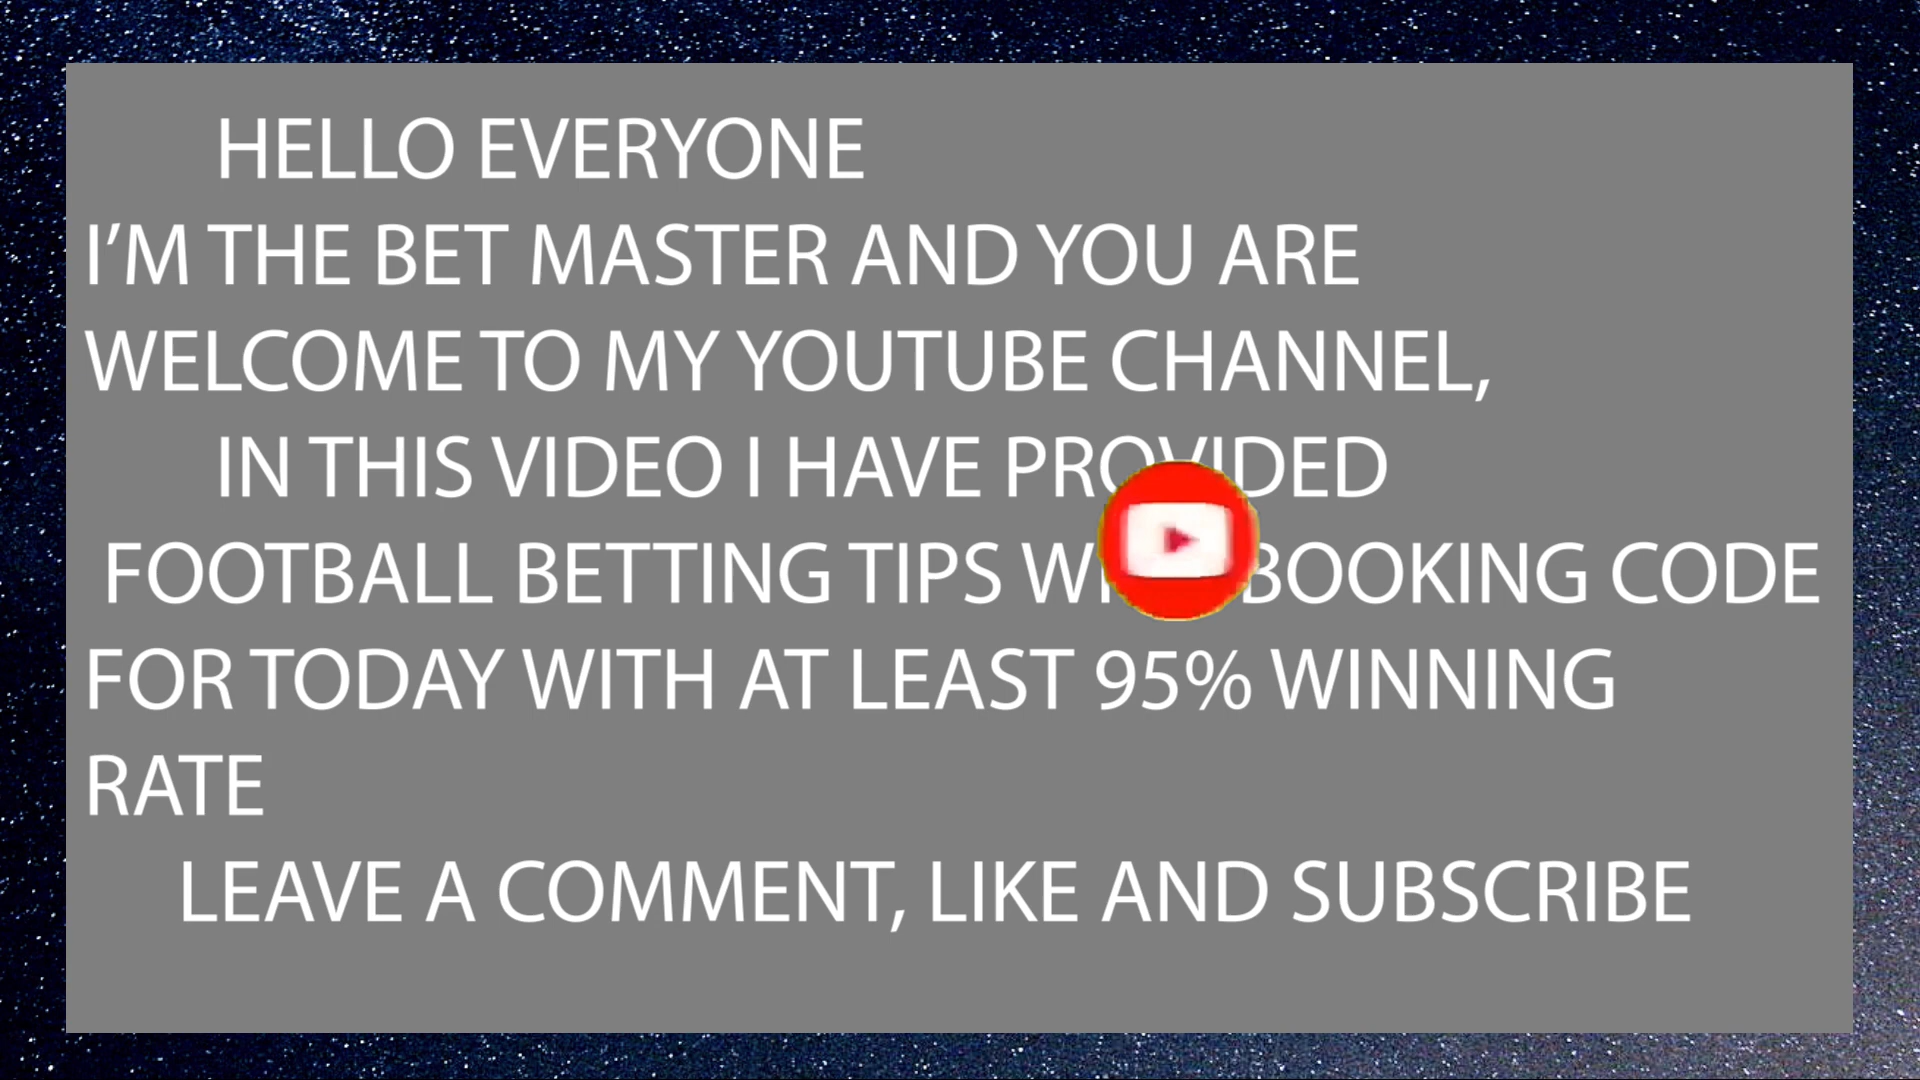 HELLO EVERYONE
I'M THE BET MASTER AND YOU ARE
WELCOME TO MY YOUTUBE CHANNEL,
IN THIS VIDEO I HAVE PROVIDED
FOOTBALL BETTING TIPS BOOKING CODE
FOR TODAY WITH AT LEAST 95% WINNING
RATE
LEAVE A COMMENT, LIKE AND SUBSCRIBE